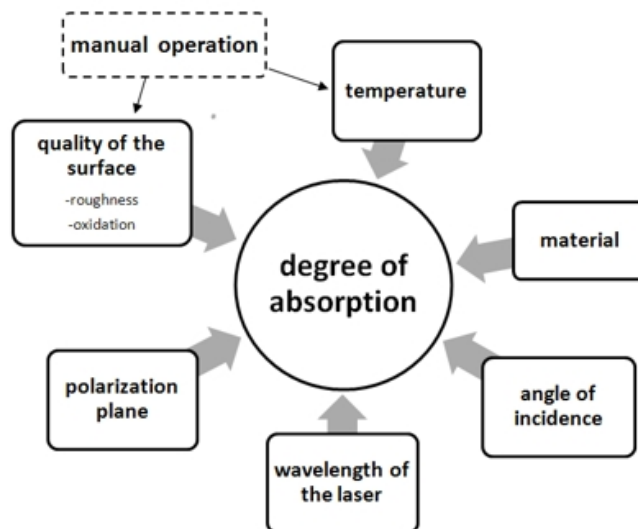 manual operation
temperature
quality of the
surface
-roughness
-oxidation
material
degree of
absorption
polarization
plane
angle of
incidence
wavelength of
the laser